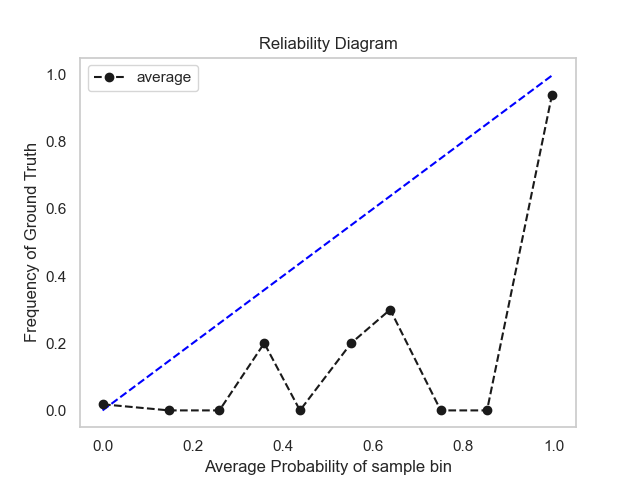 Reliability Diagram
average
Frequency of Ground Truth
1.0
0.8
0.6
0.4
0.2
0.0
0.0 0.2 0.4 0.6 0.8 1.0
Average Probability of sample bin